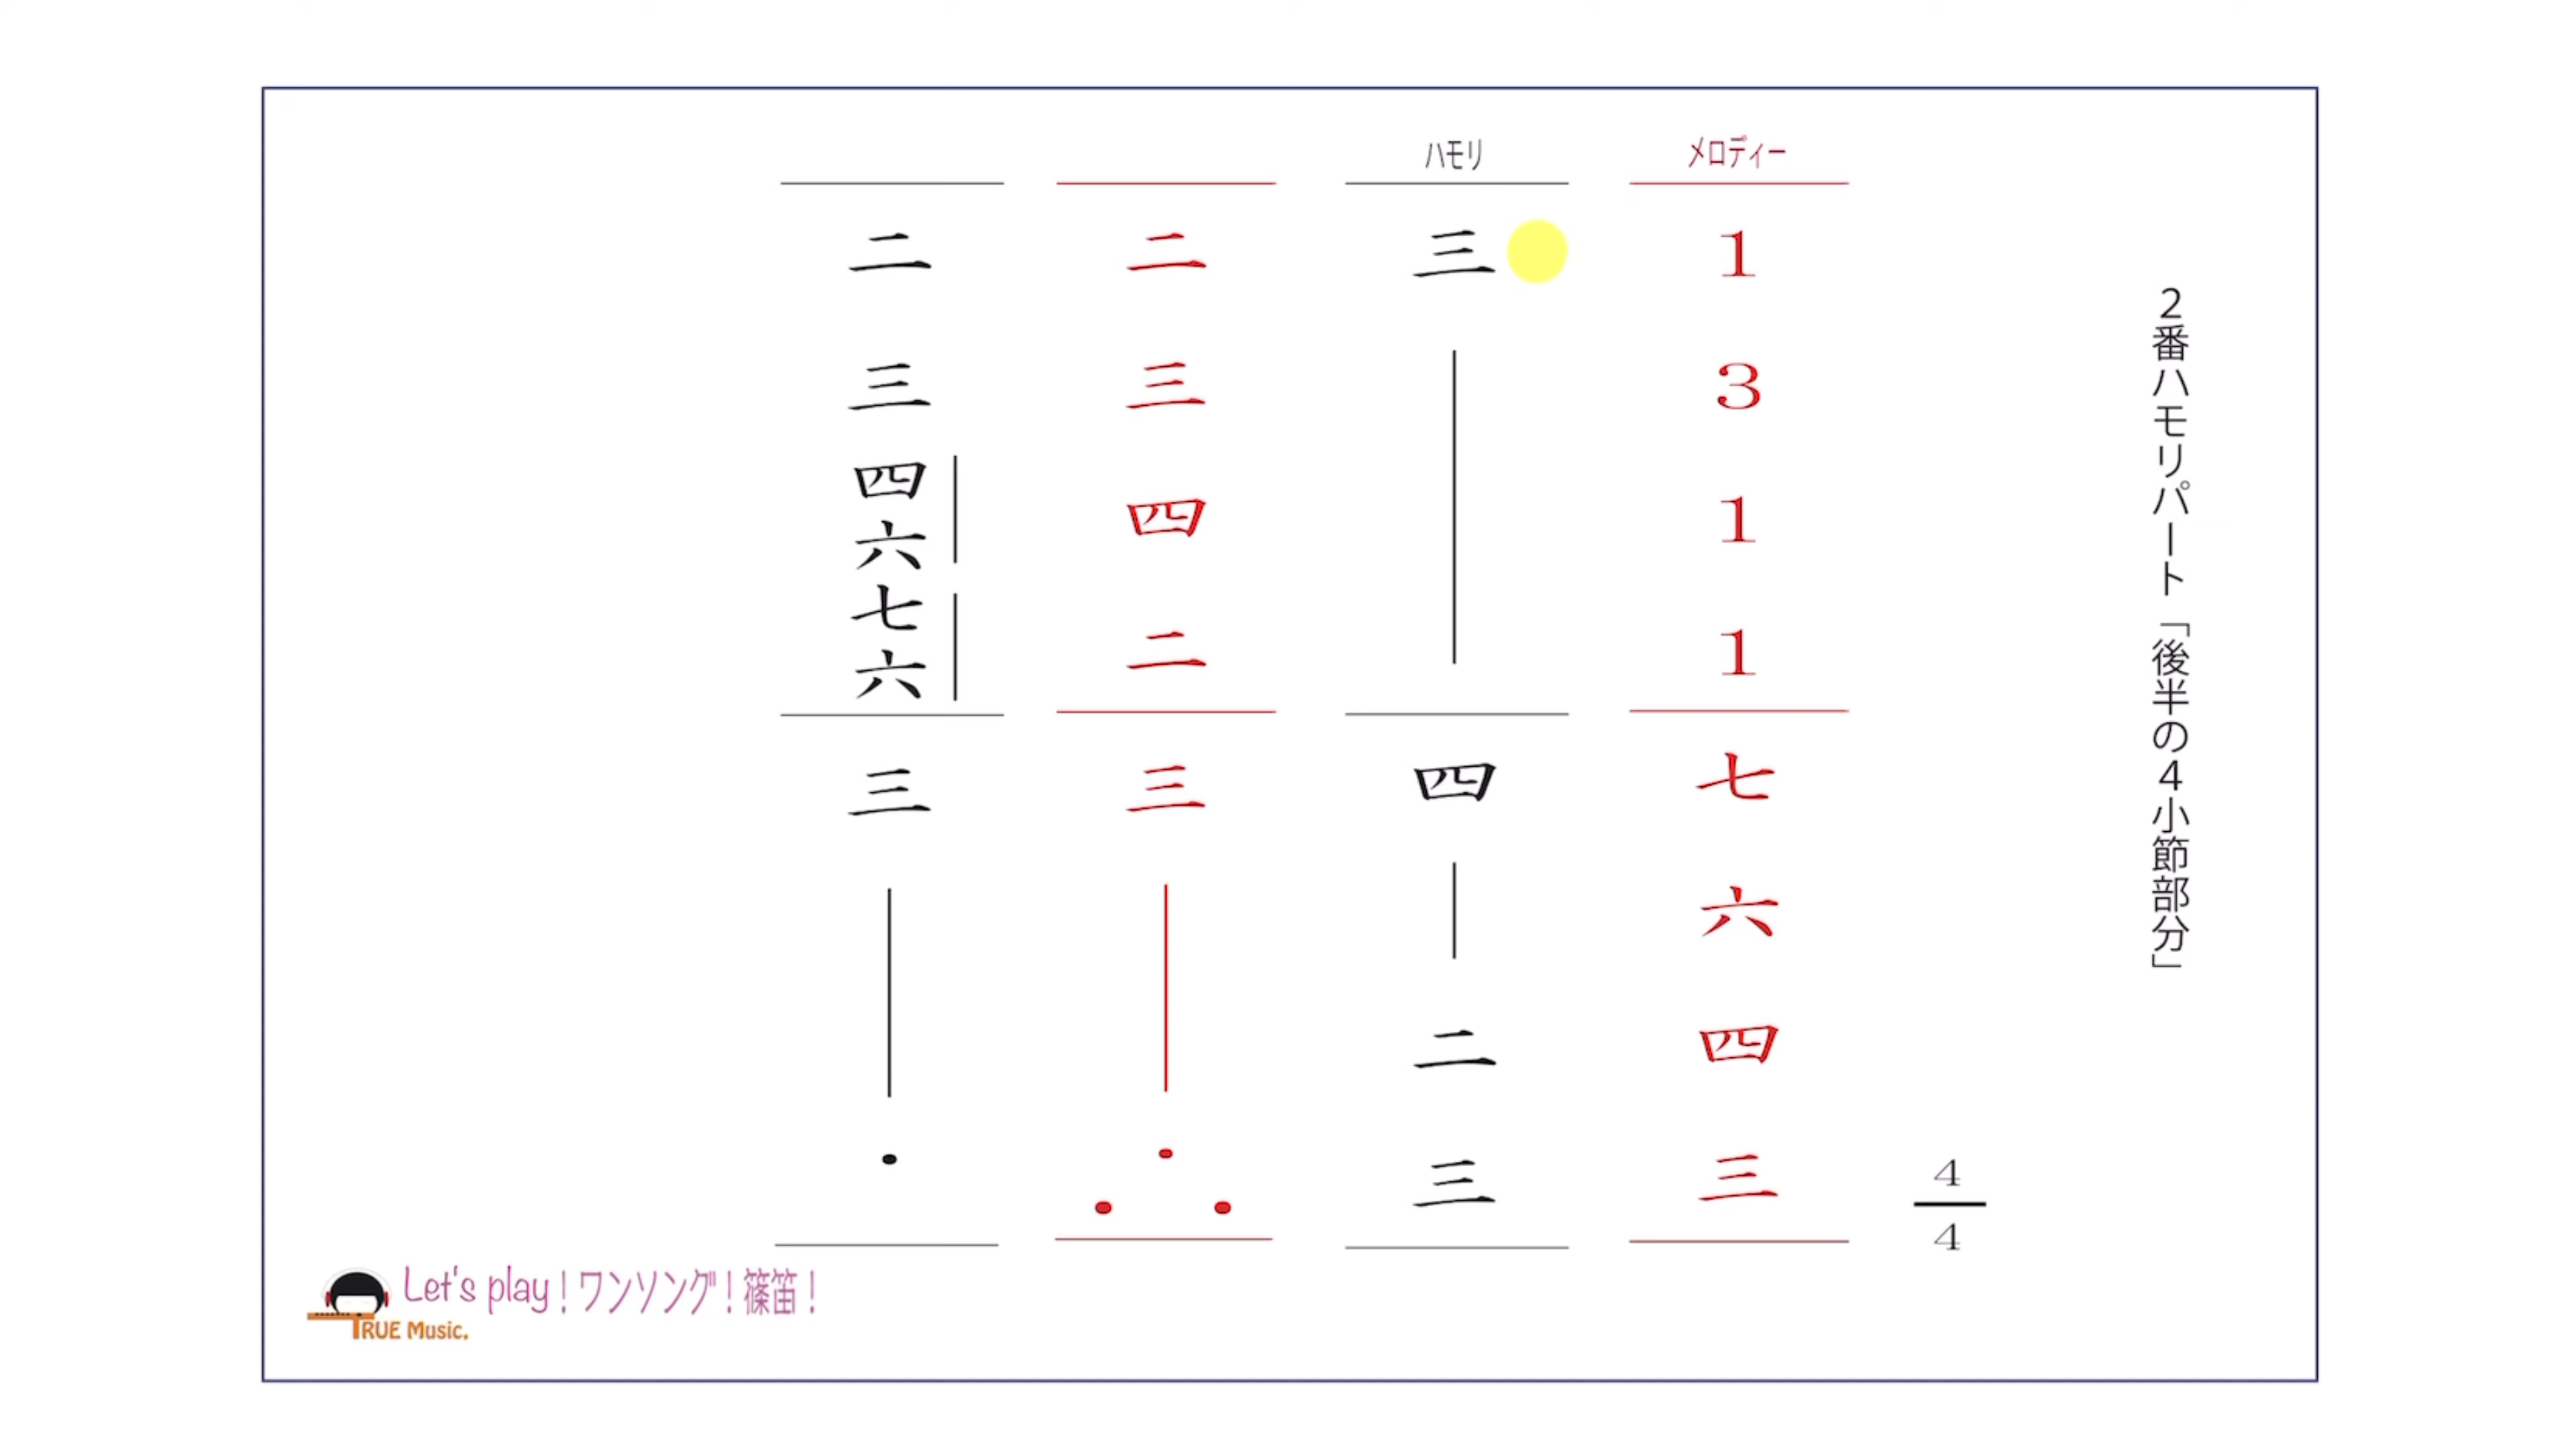 2番ハモリパート「後半の4小節部分」
4
4
メロディー
1
3
1
1
七
六
四
三
ハモリ
三
四
二
三
二
三
四
二
三
二
三
四
六
七
六
三
Let's play！ワンソング！篠笛！
TRUE Music.